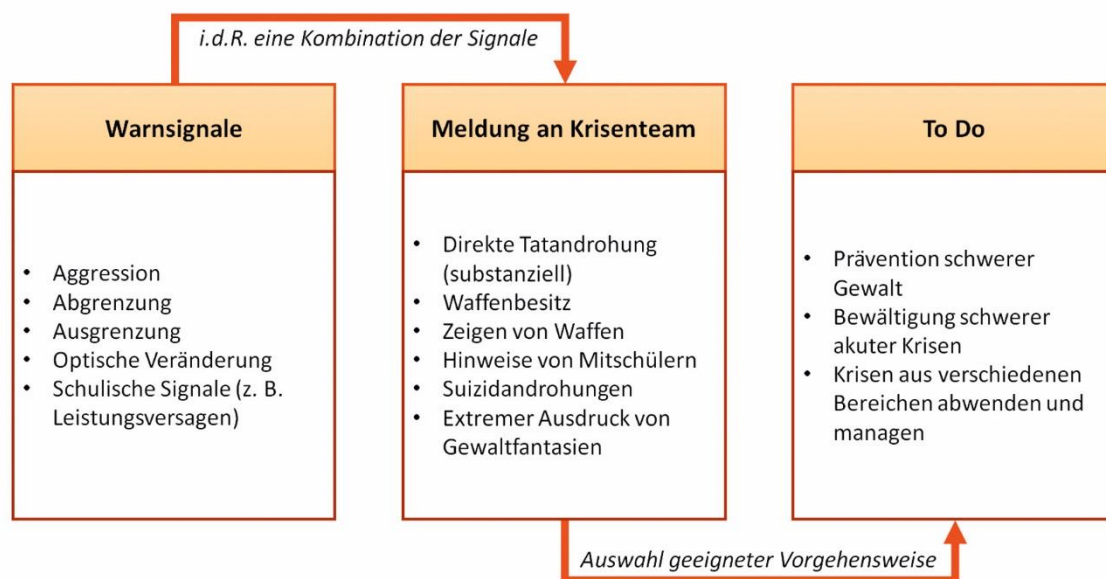 i.d.R. eine Kombination der Signale
Warnsignale
• Aggression
• Abgrenzung
• Ausgrenzung
• Optische Veränderung
• Schulische Signale (z. B.
Leistungsversagen)
Meldung an Krisenteam
• Direkte Tatandrohung
(substanziell)
• Waffenbesitz
• Zeigen von Waffen
• Hinweise von Mitschülern
• Suizidandrohungen
• Extremer Ausdruck von
Gewaltfantasien
To Do
• Prävention schwerer
Gewalt
• Bewältigung schwerer
akuter Krisen
• Krisen aus verschiedenen
Bereichen abwenden und
managen
Auswahl geeigneter Vorgehensweise